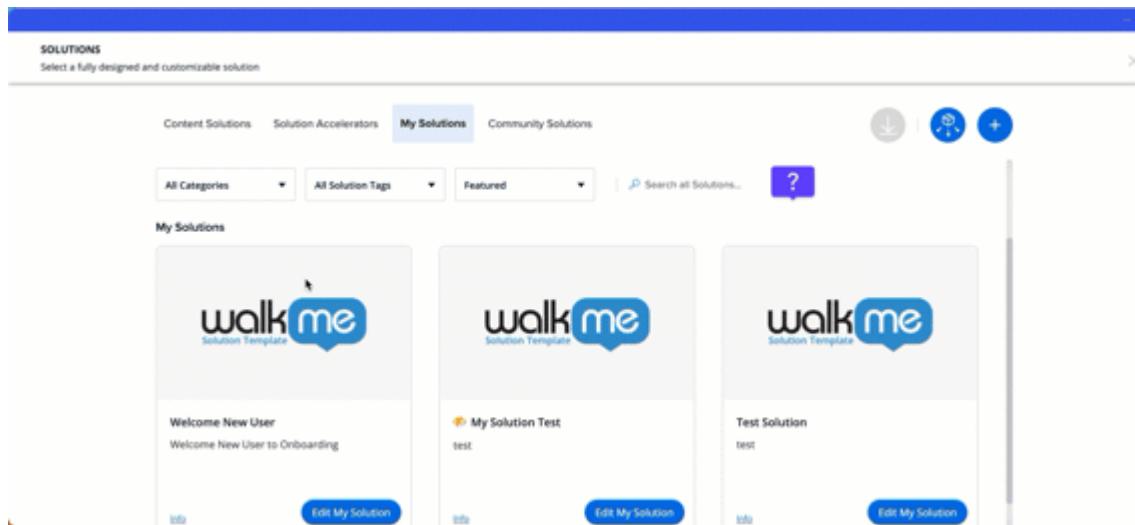 SOLUTIONS
Select a fully designed and customizable solution
Content Solutions Solution Accelerators My Solutions Community Solutions
All Categories All Solution Tags Featured Search all Solutions... ?
My Solutions
walkme walkme walkme
Solution Template Solution Template Solution Template
Welcome New User My Solution Test Test Solution
Welcome New User to Onboarding test test
Info Edit My Solution Info Edit My Solution Info Edit My Solution